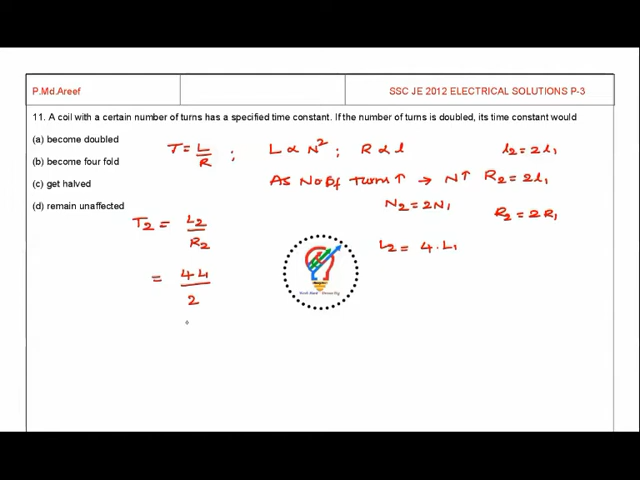 P.Md.Areef
SSC JE 2012 ELECTRICAL SOLUTIONS P-3
11. A coil with a certain number of turns has a specified time constant. If the number of turns is doubled, its time constant would
(a) become doubled
(b) become four fold
(c) get halved
(d) remain unaffected
T = L/R ; L ∝ N² ; R ∝ l
l₂ = 2l₁
As No Of Turn ↑ → N↑ R₂ = 2l₁
N₂ = 2N₁
R₂ = 2R₁
T₂ = L₂/R₂
L₂ = 4·L₁
= 4L1/2